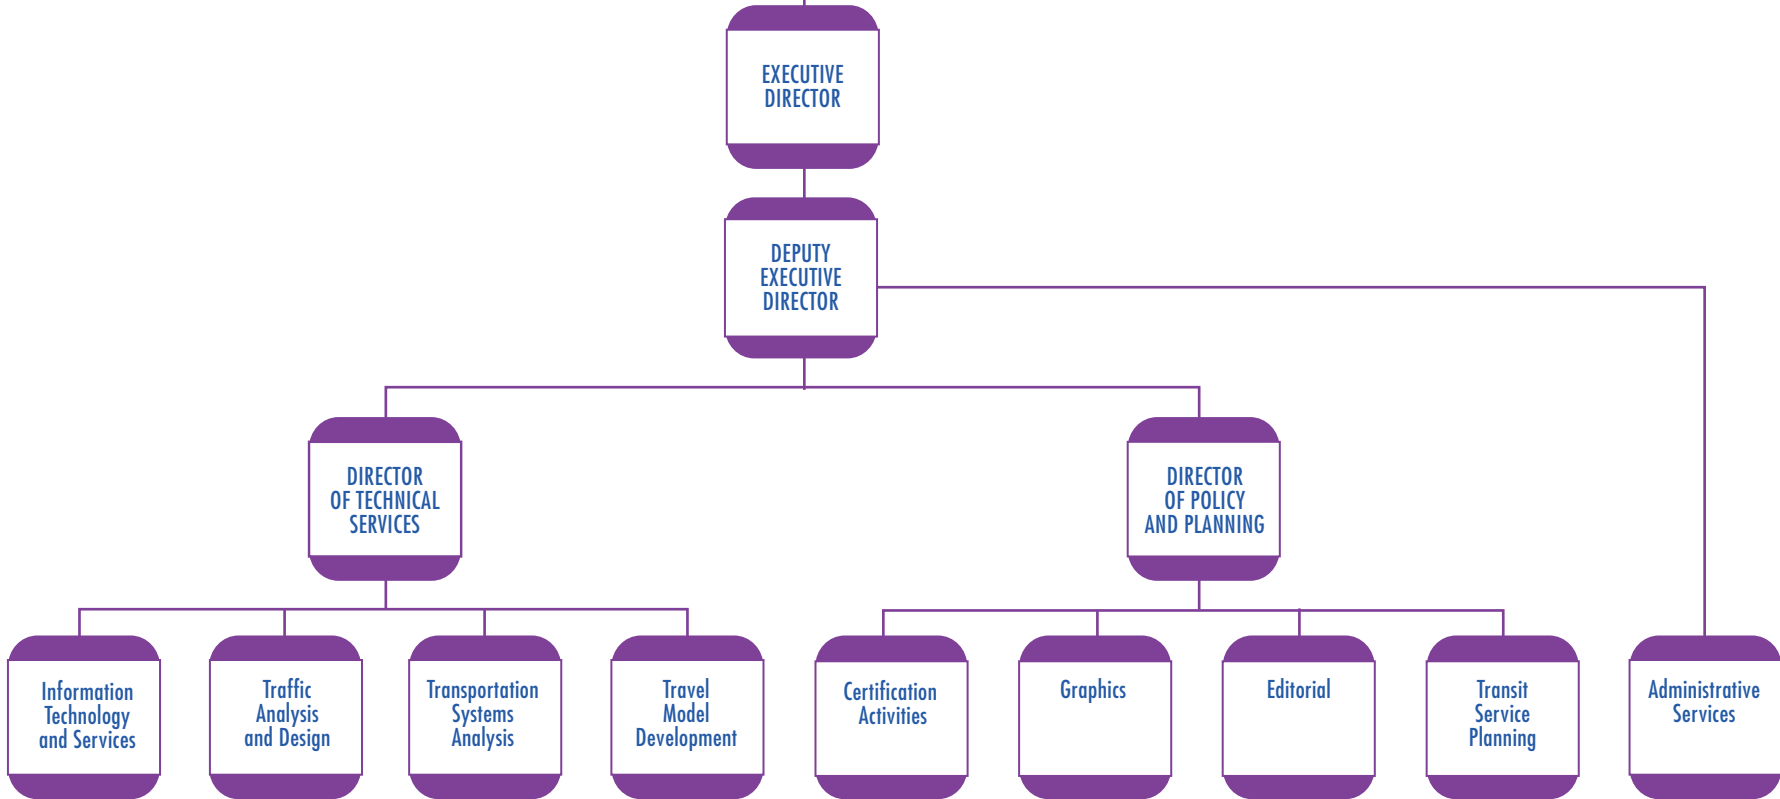 EXECUTIVE
DIRECTOR
DEPUTY
EXECUTIVE
DIRECTOR
DIRECTOR
OF TECHNICAL
SERVICES
DIRECTOR
OF POLICY
AND PLANNING
Information
Technology
and Services
Traffic
Analysis
and Design
Transportation
Systems
Analysis
Travel
Model
Development
Certification
Activities
Graphics
Editorial
Transit
Service
Planning
Administrative
Services